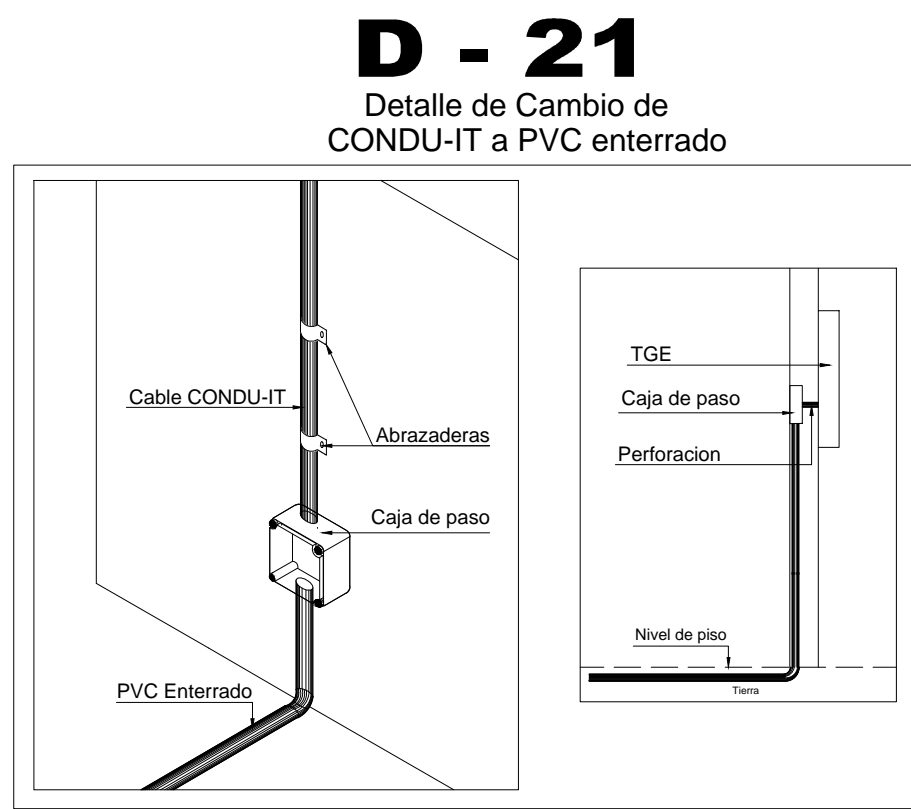 D - 21
Detalle de Cambio de
CONDU-IT a PVC enterrado
Cable CONDU-IT
Abrazaderas
Caja de paso
PVC Enterrado
TGE
Caja de paso
Perforacion
Nivel de piso
Tierra